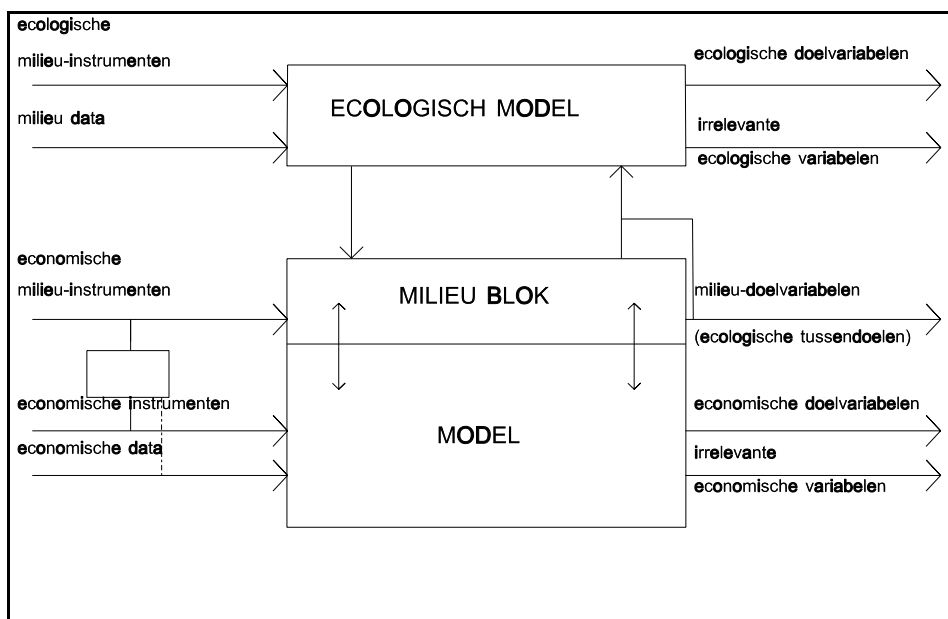 ecologische
milieu-instrumenten
milieu data
ECOLOGISCH MODEL
ecologische doelvariabelen
irrelevante
ecologische variabelen
economische
milieu-instrumenten
MILIEU BLOK
milieu-doelvariabelen
(ecologische tussendoelen)
economische instrumenten
economische data
MODEL
economische doelvariabelen
irrelevante
economische variabelen